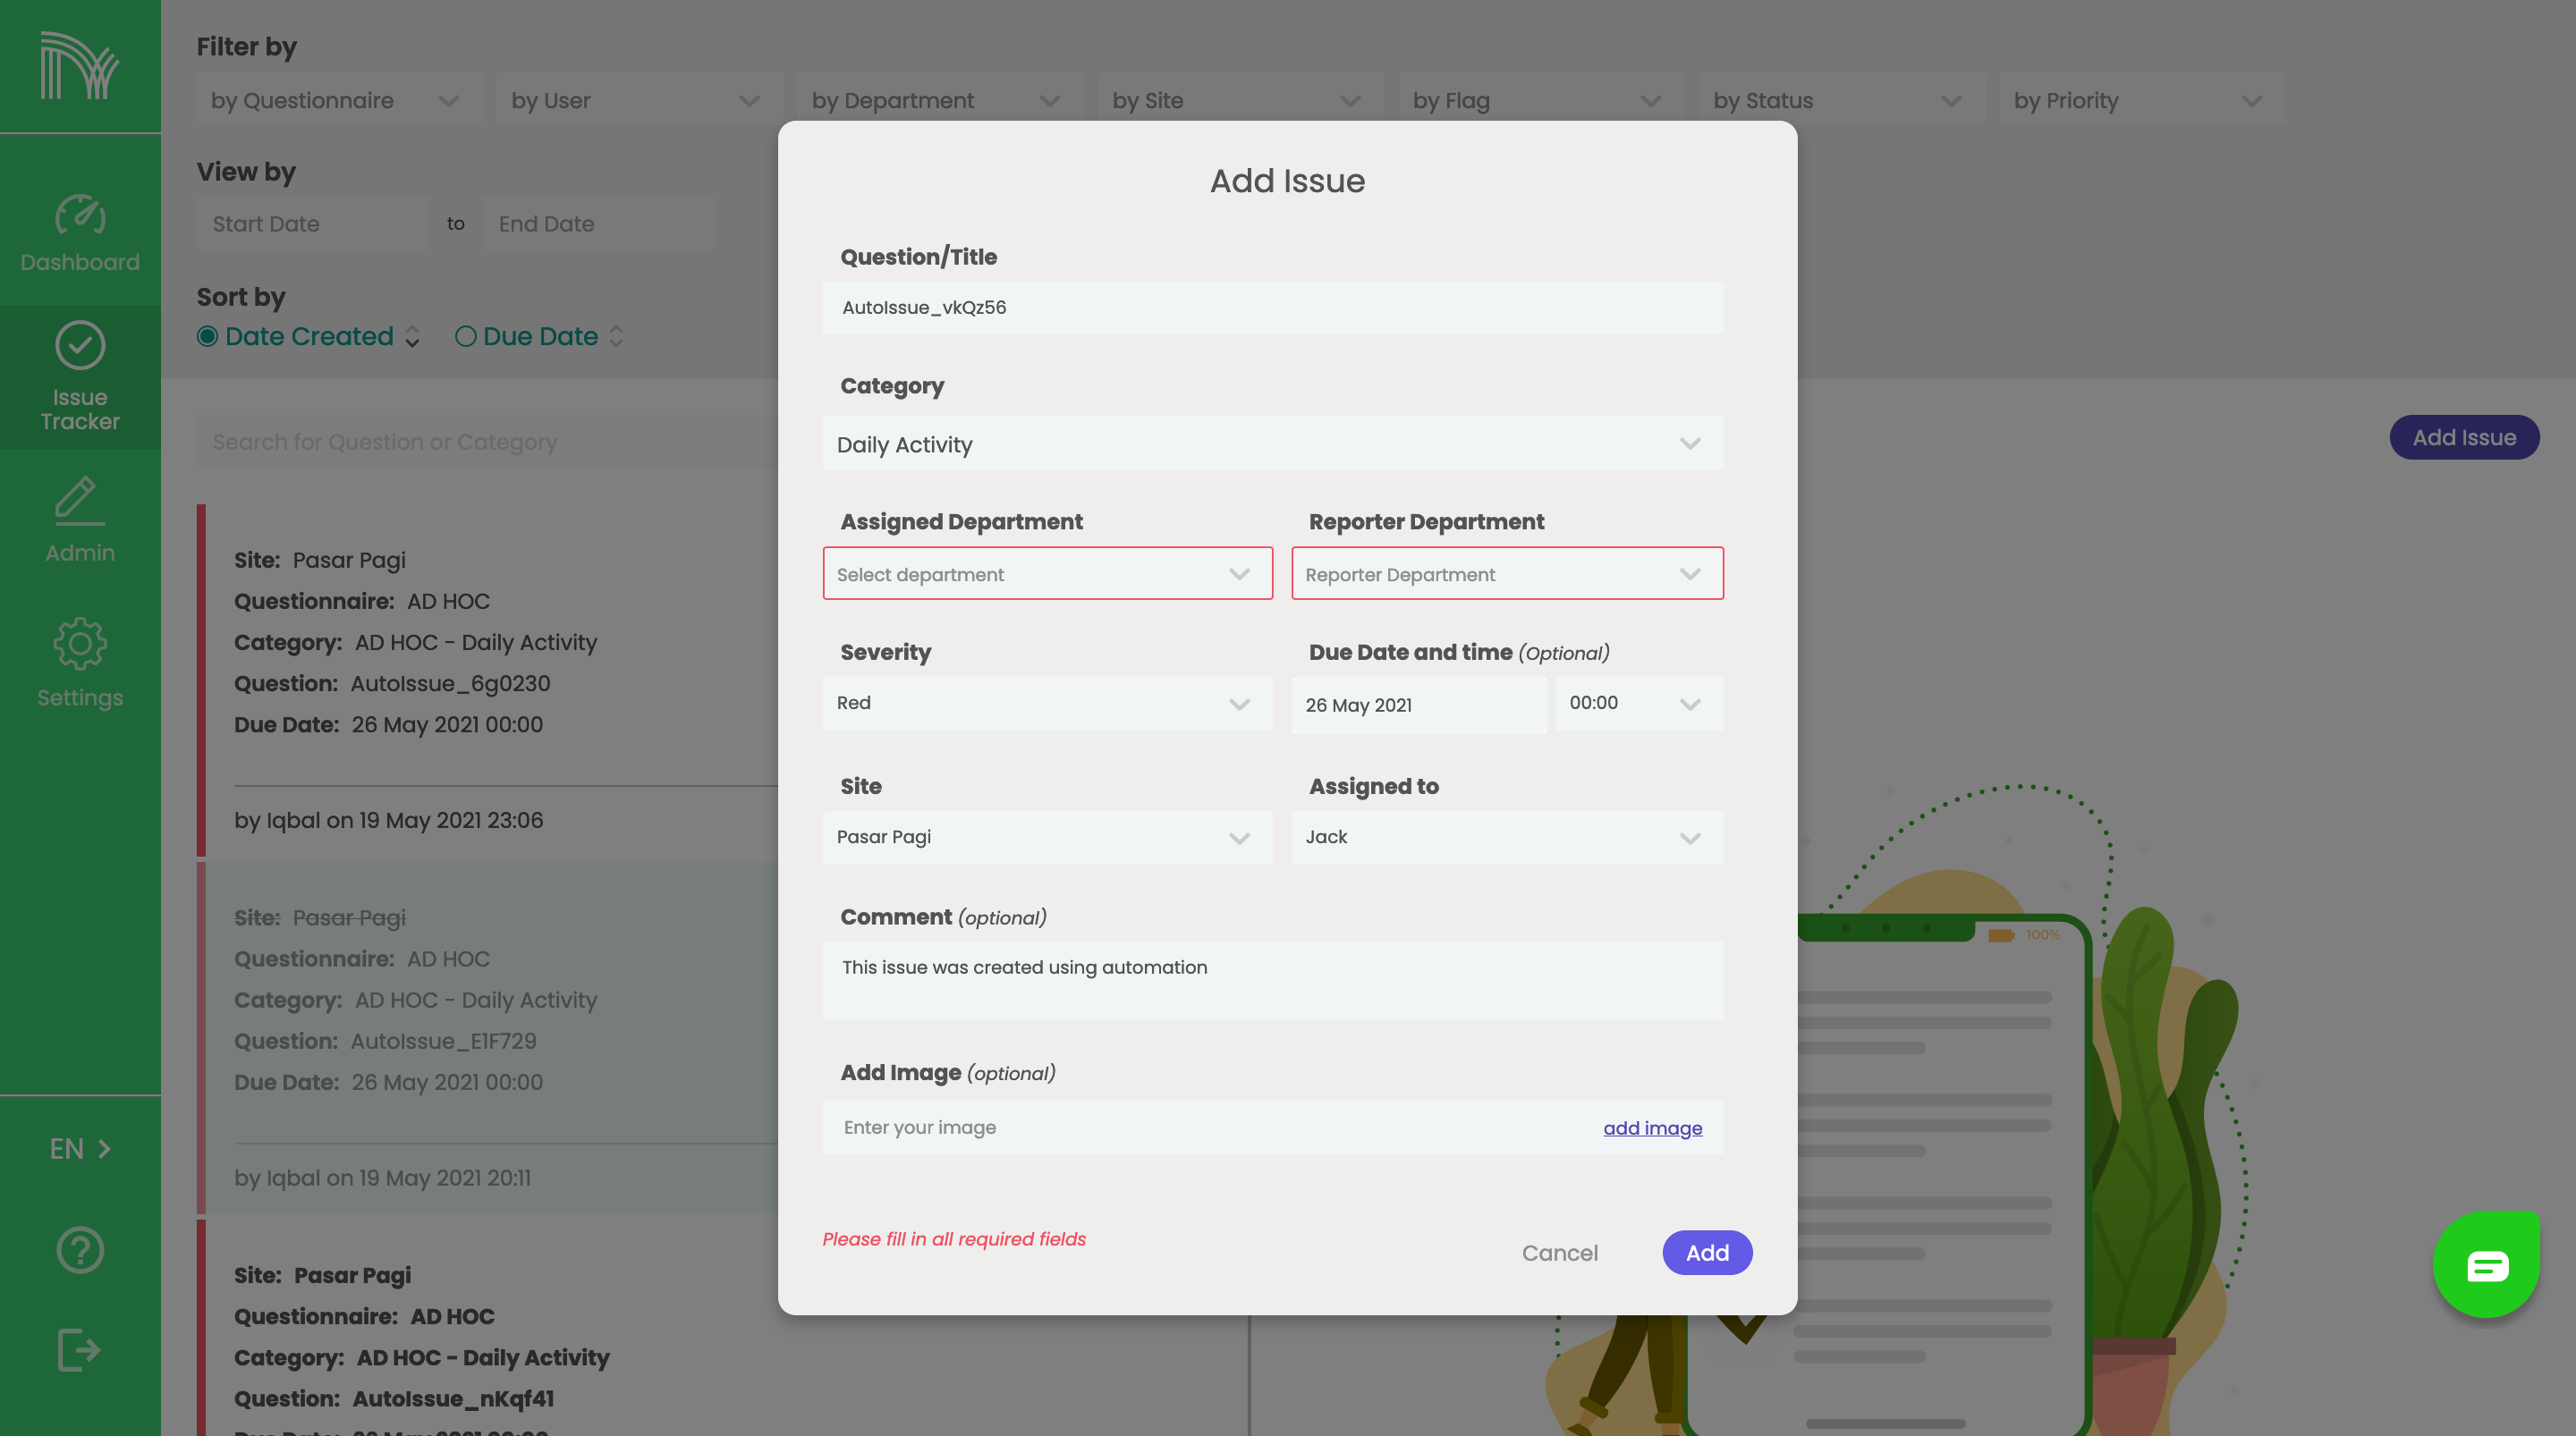 Filter by
by Questionnaire
by User
by Department
by Site
by Flag
by Status
by Priority
View by
Start Date
to
End Date
Sort by
Date Created
Due Date
Dashboard
Issue
Tracker
Admin
Settings
EN
Search for Question or Category
Add Issue
Site: Pasar Pagi
Questionnaire: AD HOC
Category: AD HOC - Daily Activity
Question: AutoIssue_6g0230
Due Date: 26 May 2021 00:00
by Iqbal on 19 May 2021 23:06
Site: Pasar Pagi
Questionnaire: AD HOC
Category: AD HOC - Daily Activity
Question: AutoIssue_E1F729
Due Date: 26 May 2021 00:00
by Iqbal on 19 May 2021 20:11
Site: Pasar Pagi
Questionnaire: AD HOC
Category: AD HOC - Daily Activity
Question: AutoIssue_nKqf41
Due Date: 26 May 2021 00:00
Add Issue
Question/Title
AutoIssue_vkQz56
Category
Daily Activity
Assigned Department
Reporter Department
Select department
Reporter Department
Severity
Due Date and time (Optional)
Red
26 May 2021
00:00
Site
Assigned to
Pasar Pagi
Jack
Comment (optional)
This issue was created using automation
Add Image (optional)
Enter your image
add image
Please fill in all required fields
Cancel
Add
100%